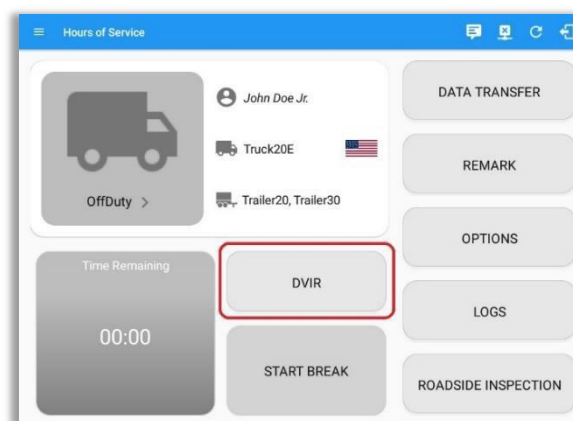 Hours of Service
John Doe Jr.
Truck20E
Trailer20, Trailer30
OffDuty >
Time Remaining
00:00
DVIR
START BREAK
DATA TRANSFER
REMARK
OPTIONS
LOGS
ROADSIDE INSPECTION